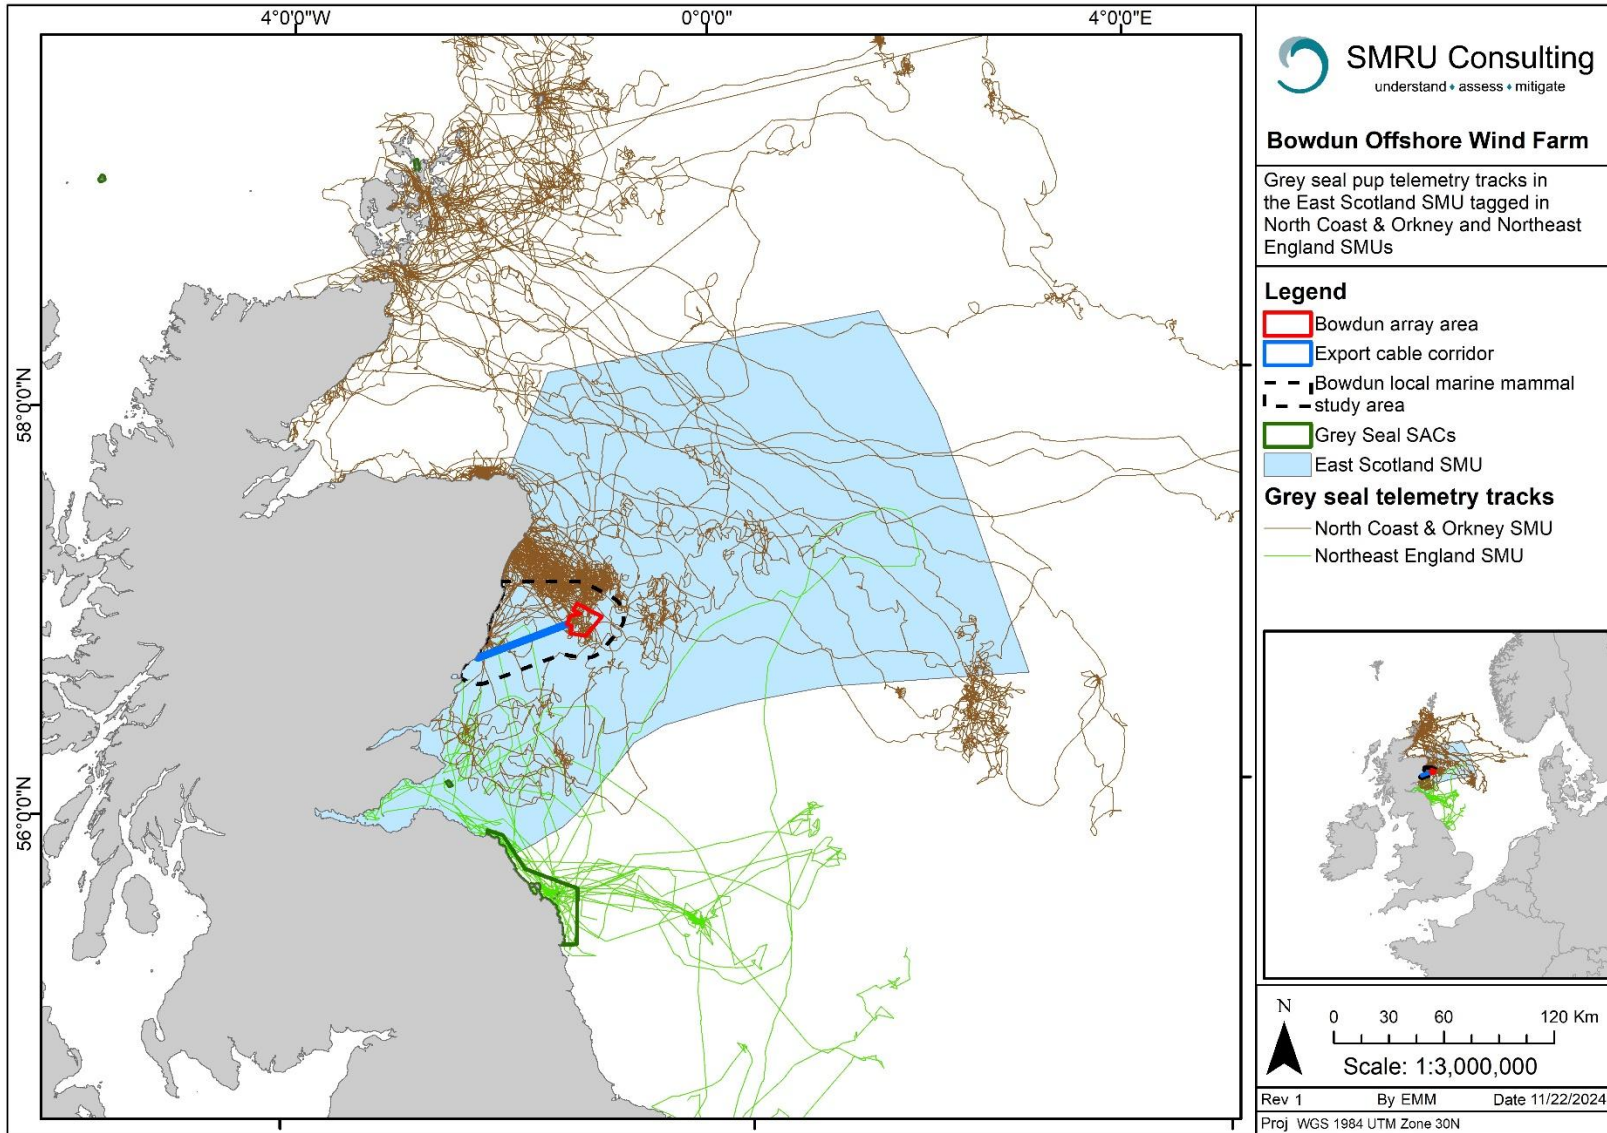 4°0'0"W
0°0'0"
4°0'0"E
58°0'0"N
56°0'0"N
SMRU Consulting
understand ♦ assess ♦ mitigate
Bowdun Offshore Wind Farm
Grey seal pup telemetry tracks in
the East Scotland SMU tagged in
North Coast & Orkney and Northeast
England SMUs
Legend
Bowdun array area
Export cable corridor
Bowdun local marine mammal
study area
Grey Seal SACs
East Scotland SMU
Grey seal telemetry tracks
North Coast & Orkney SMU
Northeast England SMU
N
0 30 60 120 Km
Scale: 1:3,000,000
Rev 1 By EMM Date 11/22/2024
Proj WGS 1984 UTM Zone 30N